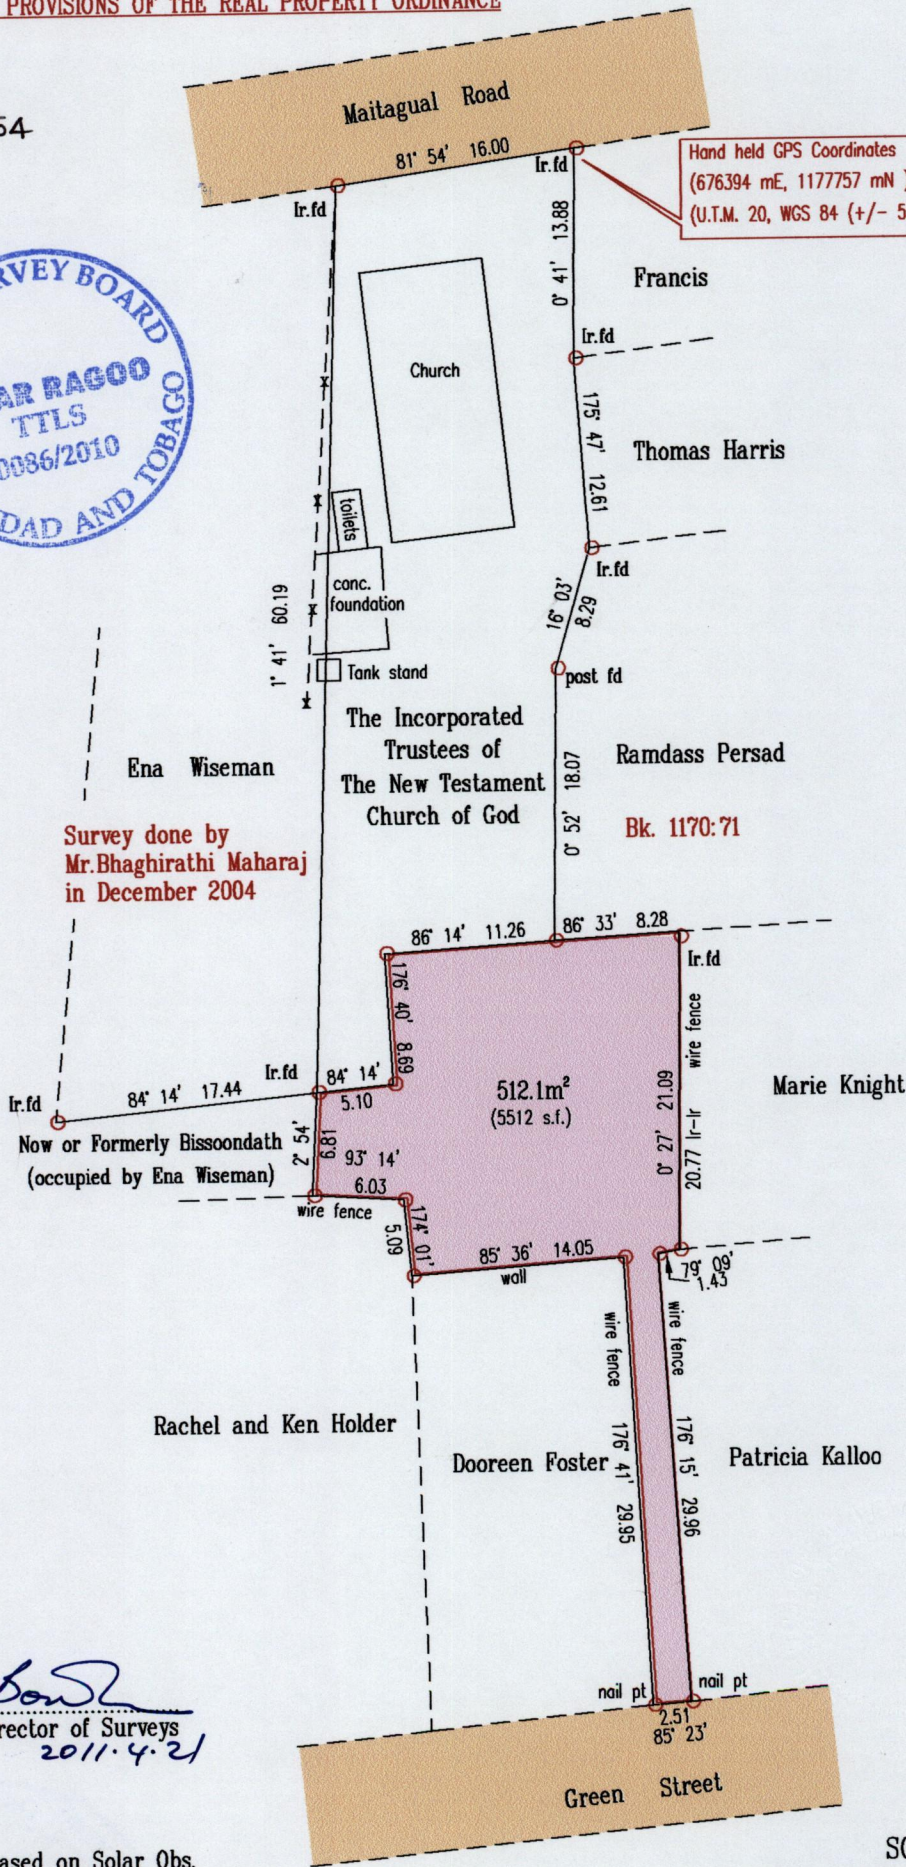 PROVISIONS OF THE REAL PROPERTY ORDINANCE
Maitagual Road
81° 54' 16.00
Ir.fd
Ir.fd
Hand held GPS Coordinates
(676394 mE, 1177757 mN
(U.T.M. 20, WGS 84 (+/- 5
VEY BOARD
AR RAGOO
TTLS
0086/2010
DAD AND TOBAGO
0° 41' 13.88
Francis
Ir.fd
Church
175° 47' 12.61
Thomas Harris
toilets
Ir.fd
conc.
foundation
1° 41' 60.19
16° 03'
8.29
Tank stand
post fd
The Incorporated
Trustees of
The New Testament
Church of God
Ena Wiseman
0° 52' 18.07
Ramdass Persad
Bk. 1170:71
Survey done by
Mr.Bhaghirathi Maharaj
in December 2004
86° 14' 11.26
86° 33' 8.28
Ir.fd
176° 40' 8.69
wire fence
Ir.fd
84° 14'
5.10
512.1m²
(5512 s.f.)
0° 27' 21.09
20.77 Ir-Ir
Marie Knight
Ir.fd
84° 14' 17.44
Now or Formerly Bissoondath
(occupied by Ena Wiseman)
2° 54'
6.81
93° 14'
6.03
wire fence
174° 01'
5.09
85° 36' 14.05
wall
79° 09'
1.43
wire fence
wire fence
Rachel and Ken Holder
Dooreen Foster
176° 41' 29.95
176° 15' 29.96
Patricia Kalloo
nail pt
nail pt
2.51
85° 23'
rector of Surveys
2011.4.21
Green Street
ased on Solar Obs.